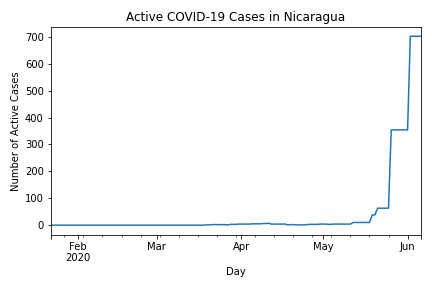 Active COVID-19 Cases in Nicaragua
Number of Active Cases
700
600
500
400
300
200
100
0
Feb
2020
Mar
Apr
May
Jun
Day